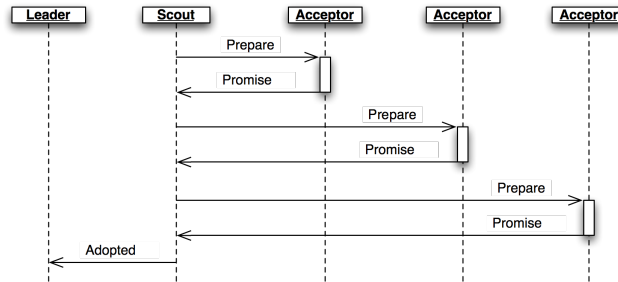 Leader Scout Acceptor Acceptor Acceptor
Prepare
Promise
Prepare
Promise
Prepare
Promise
Adopted